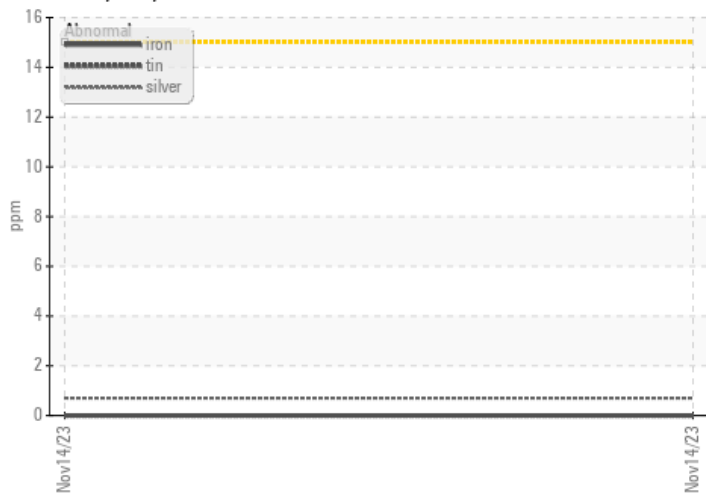 16
Abnormal
iron
tin
silver
14
12
10
8
6
4
2
0
ppm
Nov14/23
Nov14/23